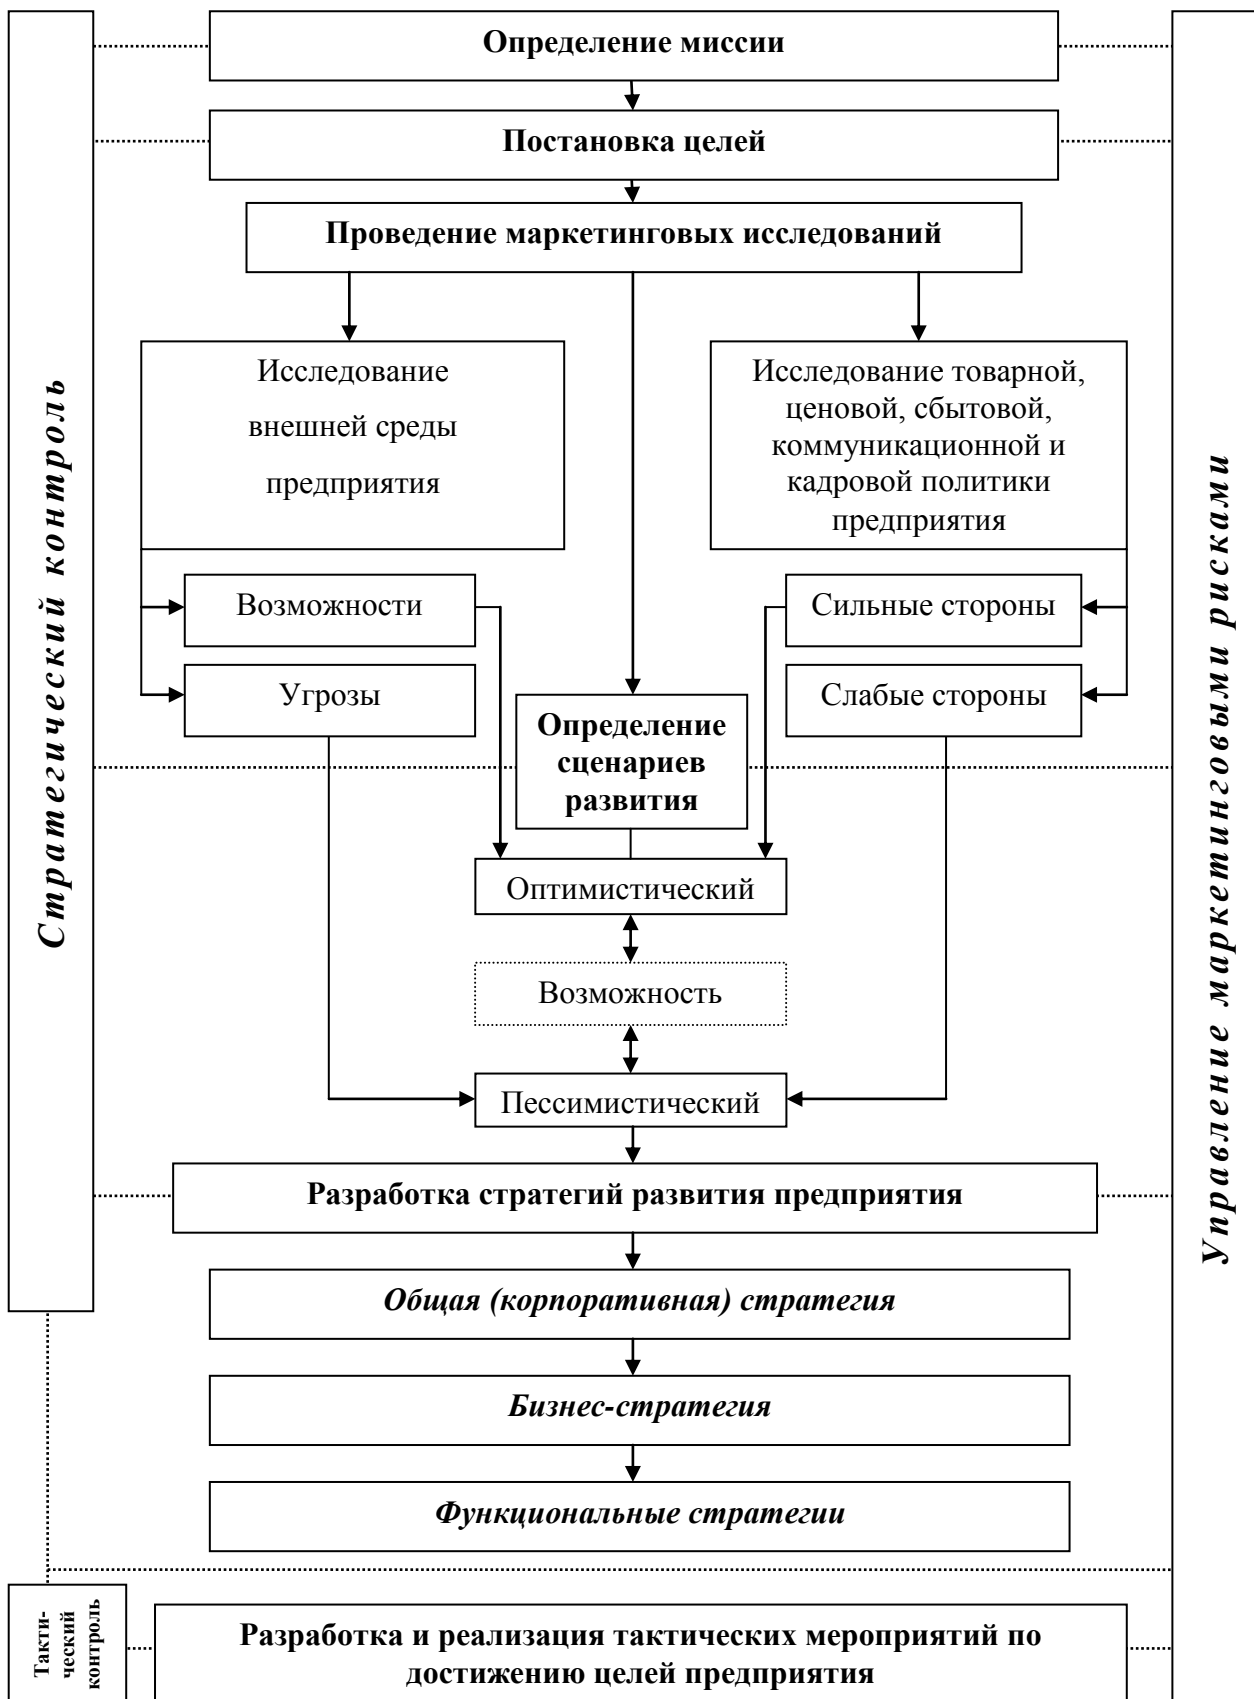 Определение миссии
Постановка целей
Проведение маркетинговых исследований
Стратегический контроль
Исследование
внешней среды
предприятия
Исследование товарной,
ценовой, сбытовой,
коммуникационной и
кадровой политики
предприятия
Управление маркетинговыми рисками
Возможности
Сильные стороны
Угрозы
Слабые стороны
Определение
сценариев
развития
Оптимистический
Возможность
Пессимистический
Разработка стратегий развития предприятия
Общая (корпоративная) стратегия
Бизнес-стратегия
Функциональные стратегии
Такти-
ческий
контроль
Разработка и реализация тактических мероприятий по
достижению целей предприятия